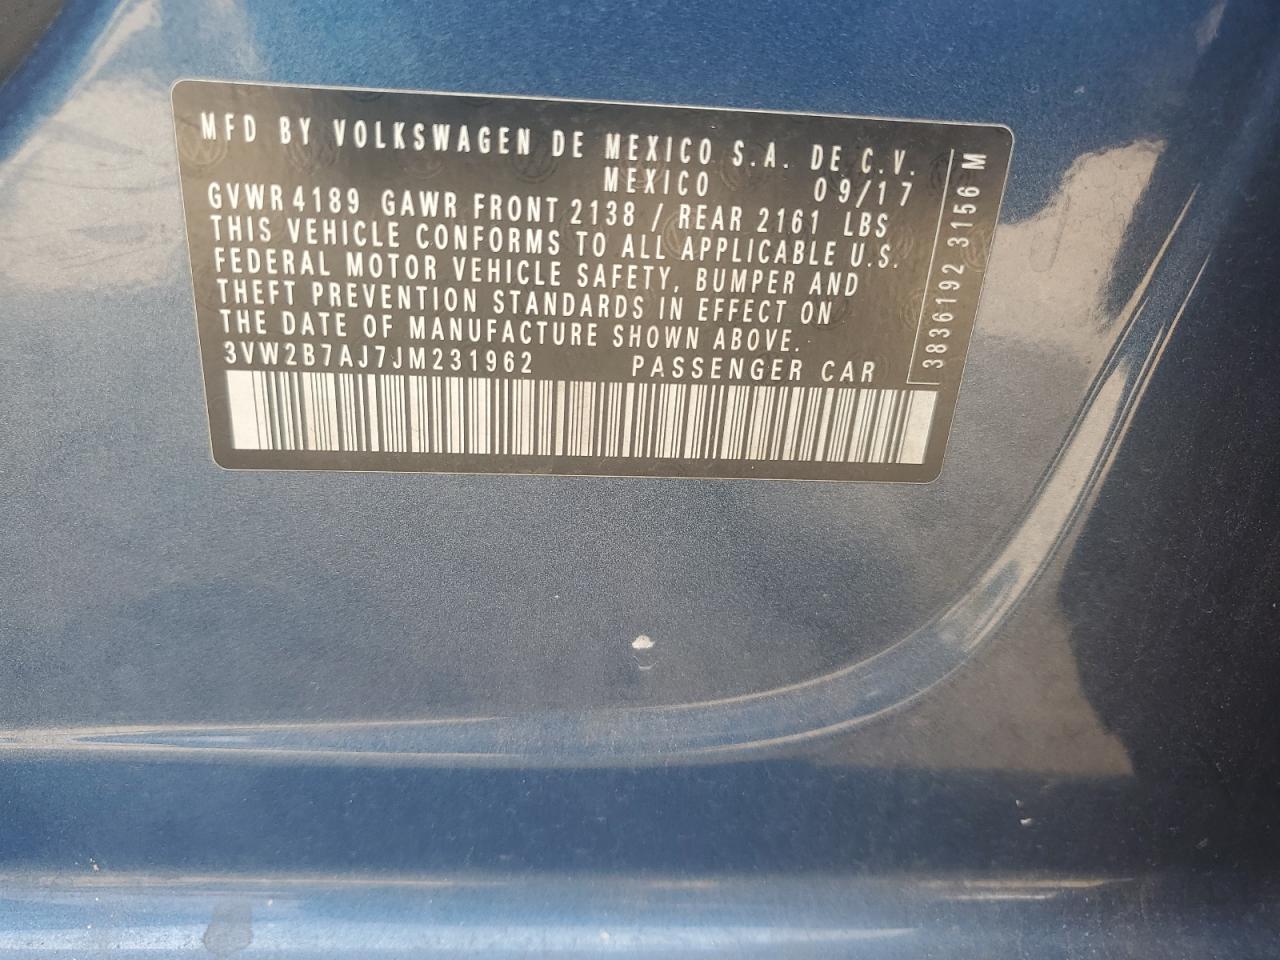 MFD BY VOLKSWAGEN DE MEXICO S.A. DE C.V.
MEXICO 09/17
GVWR 4189 GAWR FRONT 2138 / REAR 2161 LBS
THIS VEHICLE CONFORMS TO ALL APPLICABLE U.S.
FEDERAL MOTOR VEHICLE SAFETY, BUMPER AND
THEFT PREVENTION STANDARDS IN EFFECT ON
THE DATE OF MANUFACTURE SHOWN ABOVE.
3VW2B7AJ7JM231962 PASSENGER CAR
3836192 3156 M